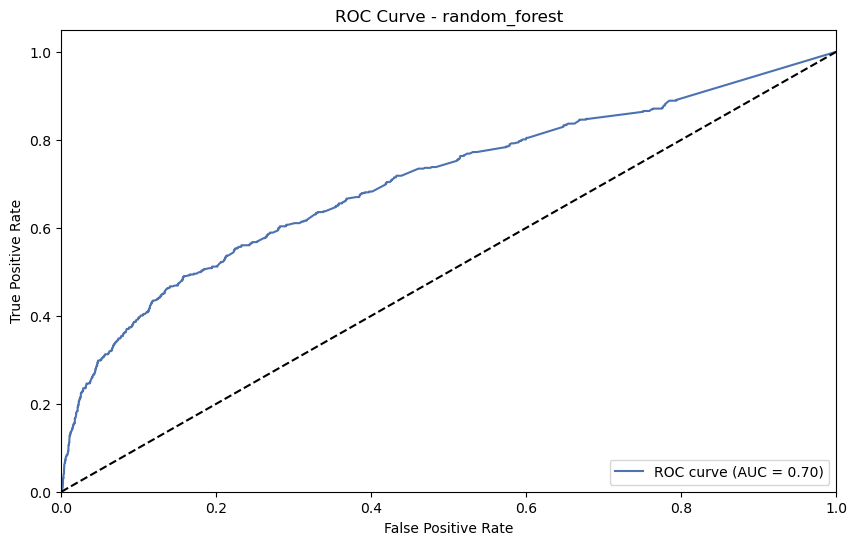 ROC Curve - random_forest
True Positive Rate
1.0
0.8
0.6
0.4
0.2
0.0
ROC curve (AUC = 0.70)
0.0 0.2 0.4 0.6 0.8 1.0
False Positive Rate